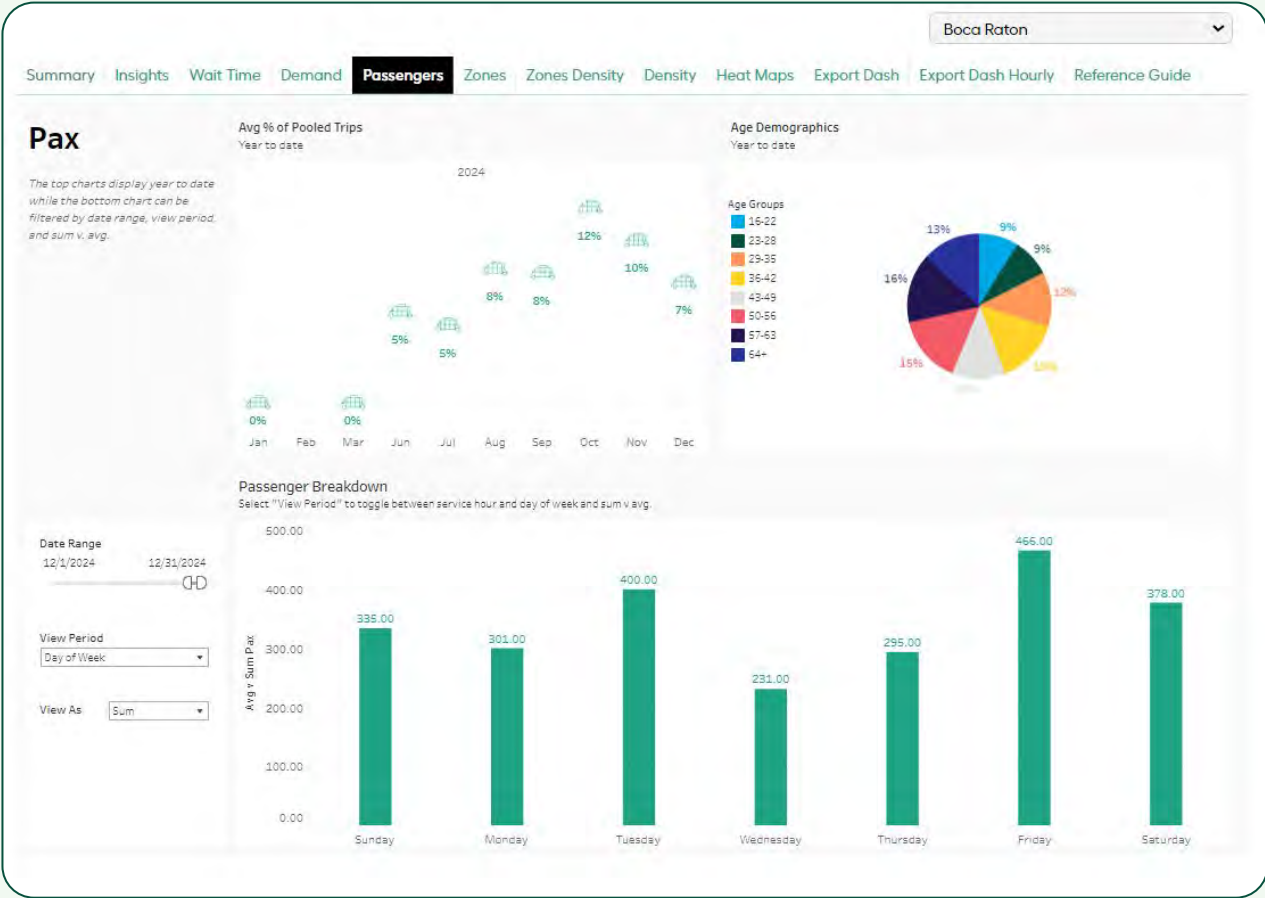 Boca Raton
Summary Insights Wait Time Demand Passengers Zones Zones Density Density Heat Maps Export Dash Export Dash Hourly Reference Guide
Pax
The top charts display year to date
while the bottom chart can be
filtered by date range, view period,
and sum v. avg.
Avg % of Pooled Trips
Year to date
2024
12%
10%
8%
8%
7%
5%
5%
0%
0%
Jan Feb Mar Jun Jul Aug Sep Oct Nov Dec
Age Demographics
Year to date
Age Groups
16-22
23-28
29-35
36-42
43-49
50-56
57-63
64+
13%
9%
9%
16%
12%
15%
Passenger Breakdown
Select "View Period" to toggle between service hour and day of week and sum v avg.
Date Range
12/1/2024 12/31/2024
View Period
Day of Week
View As Sum
Avg v Sum Pax
500.00
400.00
300.00
200.00
100.00
0.00
335.00
301.00
400.00
231.00
295.00
466.00
378.00
Sunday Monday Tuesday Wednesday Thursday Friday Saturday